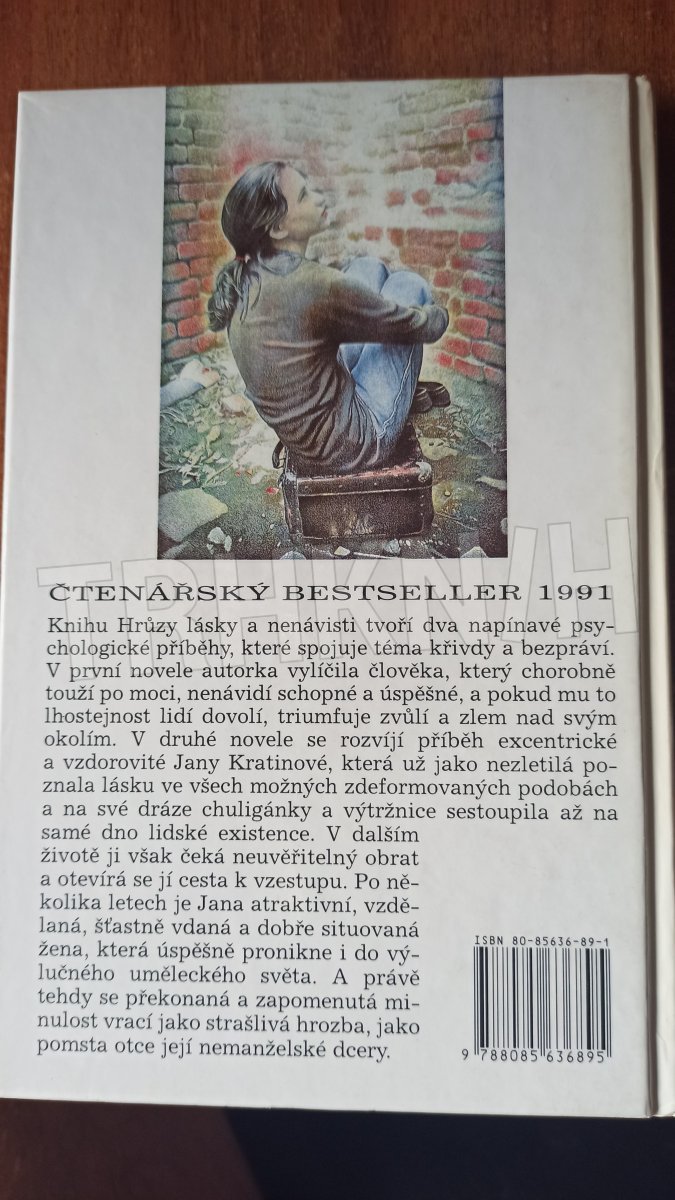 ČTENÁŘSKÝ BESTSELLER 1991
Knihu Hrůzy lásky a nenávisti tvoří dva napínavé psy-
chologické příběhy, které spojuje téma křivdy a bezpráví.
V první novele autorka vylíčila člověka, který chorobně
touží po moci, nenávidí schopné a úspěšné, a pokud mu to
lhostejnost lidí dovolí, triumfuje zvůlí a zlem nad svým
okolím. V druhé novele se rozvíjí příběh excentrické
a vzdorovité Jany Kratinové, která už jako nezletilá po-
znala lásku ve všech možných zdeformovaných podobách
a na své dráze chuligánky a výtržnice sestoupila až na
samé dno lidské existence. V dalším
životě ji však čeká neuvěřitelný obrat
a otevírá se jí cesta k vzestupu. Po ně-
kolika letech je Jana atraktivní, vzdě-
laná, šťastně vdaná a dobře situovaná
žena, která úspěšně pronikne i do vý-
lučného uměleckého světa. A právě
tehdy se překonaná a zapomenutá mi-
nulost vrací jako strašlivá hrozba, jako
pomsta otce její nemanželské dcery.
ISBN 80-85636-89-1
9 788085 636895
TRHKNIH